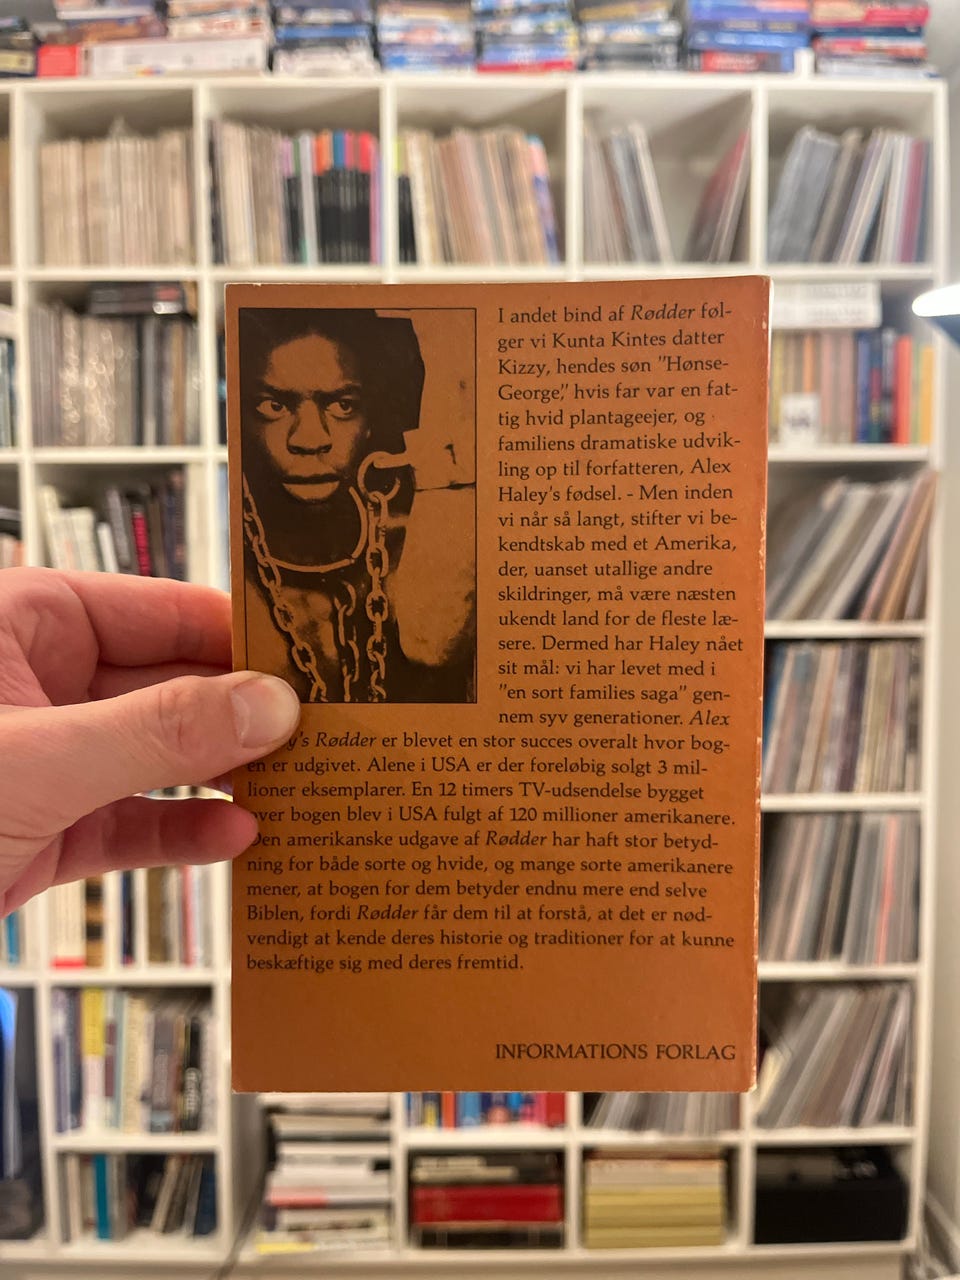 I andet bind af Rødder føl-
ger vi Kunta Kintes datter
Kizzy, hendes søn "Hønse-
George," hvis far var en fat-
tig hvid plantageejer, og
familiens dramatiske udvik-
ling op til forfatteren, Alex
Haley's fødsel. - Men inden
vi når så langt, stifter vi be-
kendtskab med et Amerika,
der, uanset utallige andre
skildringer, må være næsten
ukendt land for de fleste læ-
sere. Dermed har Haley nået
sit mål: vi har levet med i
"en sort families saga" gen-
nem syv generationer. Alex
Rødder er blevet en stor succes overalt hvor bog-
en er udgivet. Alene i USA er der foreløbig solgt 3 mil-
lioner eksemplarer. En 12 timers TV-udsendelse bygget
over bogen blev i USA fulgt af 120 millioner amerikanere.
Den amerikanske udgave af Rødder har haft stor betyd-
ning for både sorte og hvide, og mange sorte amerikanere
mener, at bogen for dem betyder endnu mere end selve
Biblen, fordi Rødder får dem til at forstå, at det er nød-
vendigt at kende deres historie og traditioner for at kunne
beskæftige sig med deres fremtid.
INFORMATIONS FORLAG